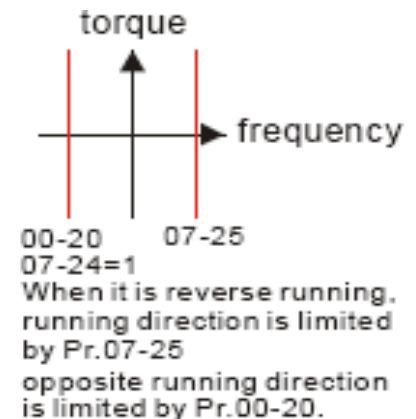 torque
frequency
00-20 07-25
07-24=1
When it is reverse running,
running direction is limited
by Pr.07-25
opposite running direction
is limited by Pr.00-20.